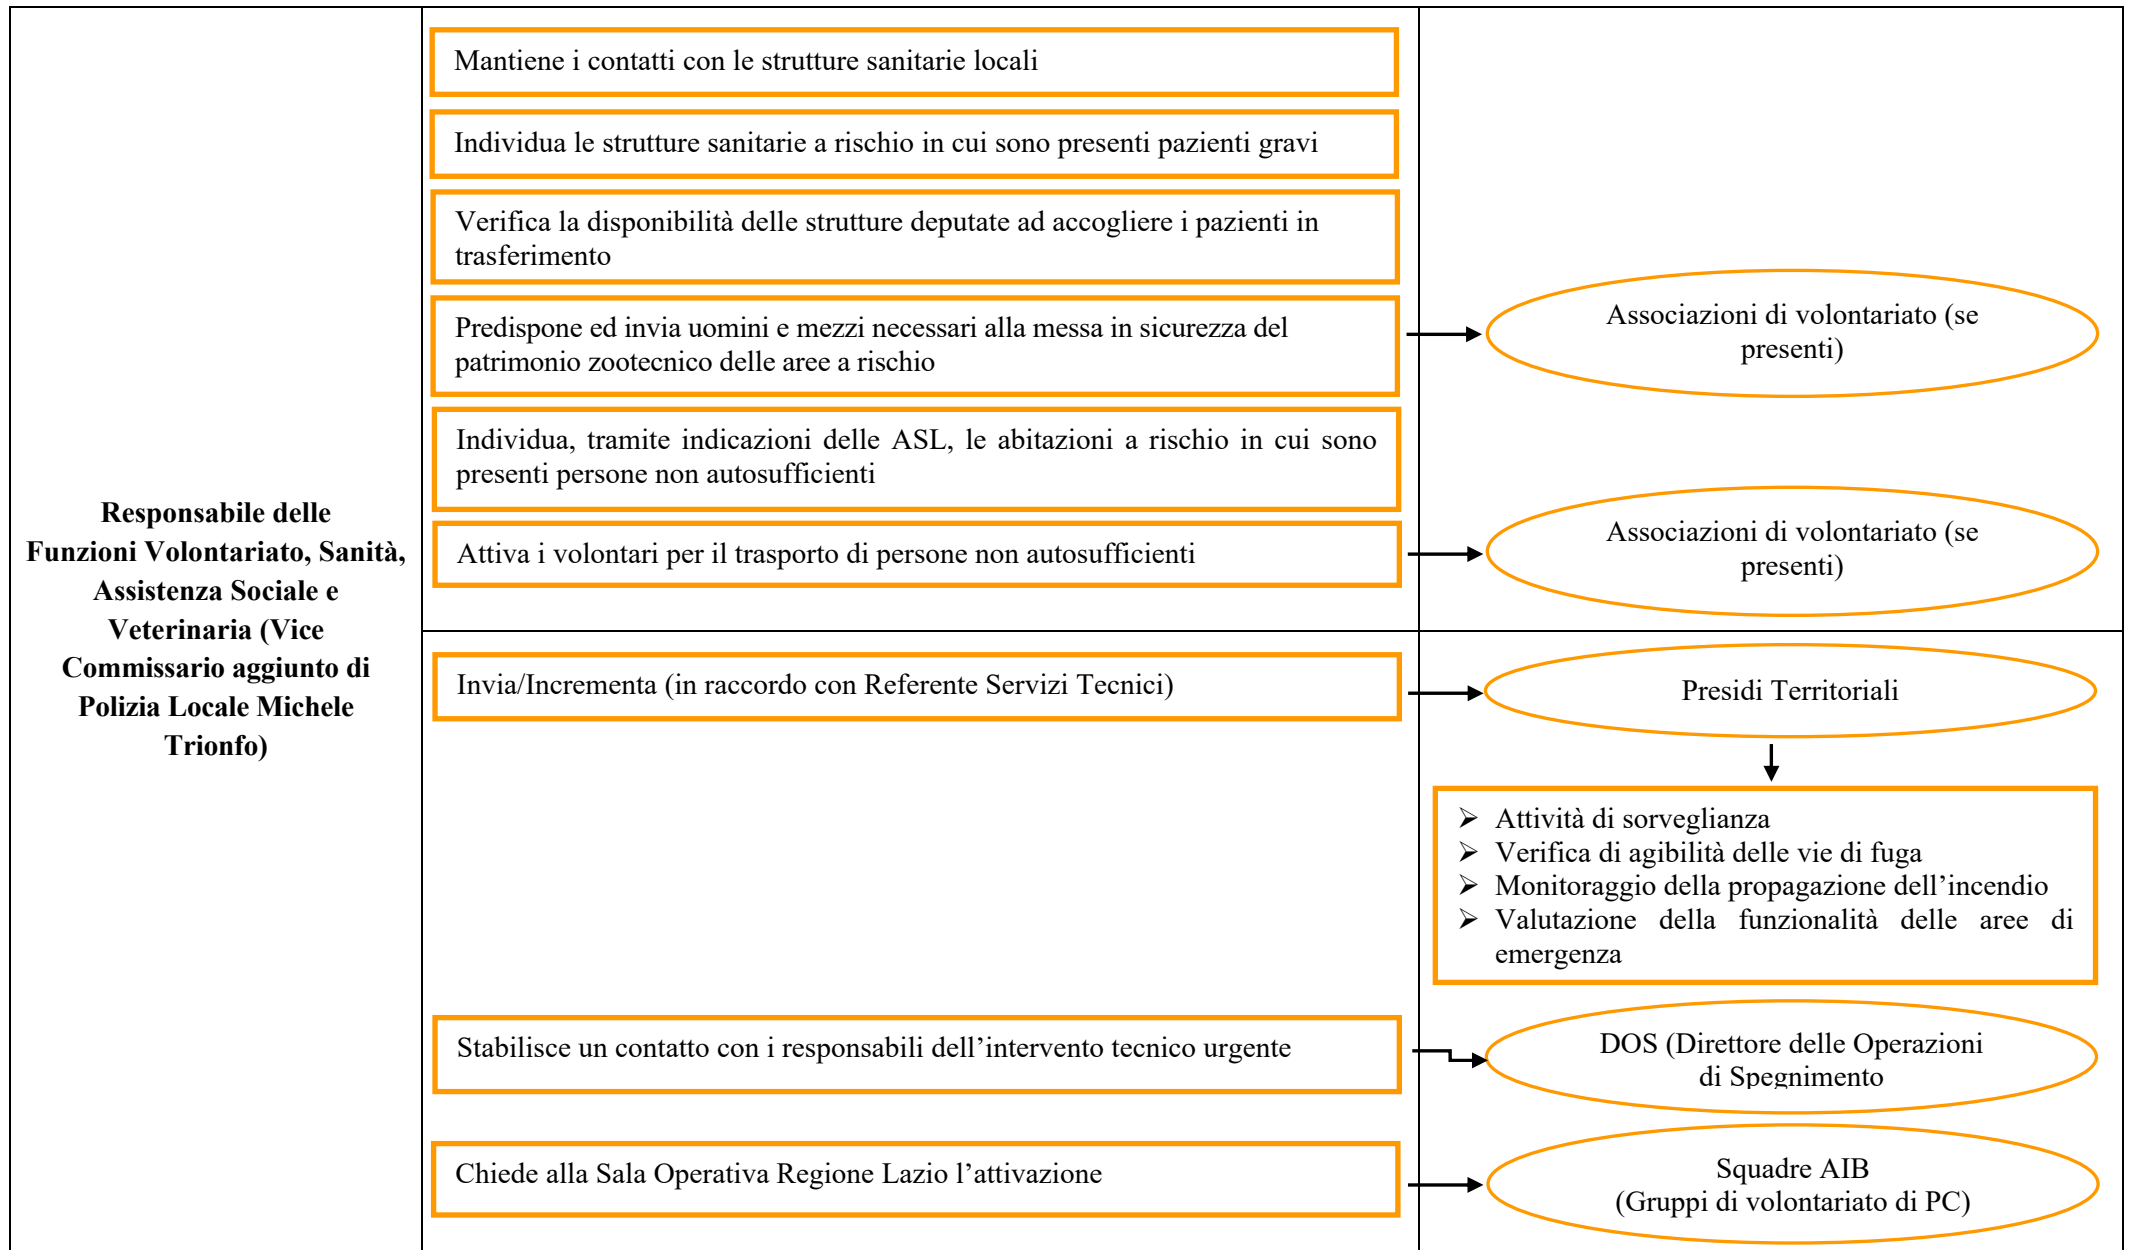 Responsabile delle
Funzioni Volontariato, Sanità,
Assistenza Sociale e
Veterinaria (Vice
Commissario aggiunto di
Polizia Locale Michele
Trionfo)
Mantiene i contatti con le strutture sanitarie locali
Individua le strutture sanitarie a rischio in cui sono presenti pazienti gravi
Verifica la disponibilità delle strutture deputate ad accogliere i pazienti in
trasferimento
Predispone ed invia uomini e mezzi necessari alla messa in sicurezza del
patrimonio zootecnico delle aree a rischio
Associazioni di volontariato (se
presenti)
Individua, tramite indicazioni delle ASL, le abitazioni a rischio in cui sono
presenti persone non autosufficienti
Attiva i volontari per il trasporto di persone non autosufficienti
Associazioni di volontariato (se
presenti)
Invia/Incrementa (in raccordo con Referente Servizi Tecnici)
Presidi Territoriali
➢ Attività di sorveglianza
➢ Verifica di agibilità delle vie di fuga
➢ Monitoraggio della propagazione dell’incendio
➢ Valutazione della funzionalità delle aree di
emergenza
Stabilisce un contatto con i responsabili dell’intervento tecnico urgente
DOS (Direttore delle Operazioni
di Spegnimento
Chiede alla Sala Operativa Regione Lazio l’attivazione
Squadre AIB
(Gruppi di volontariato di PC)